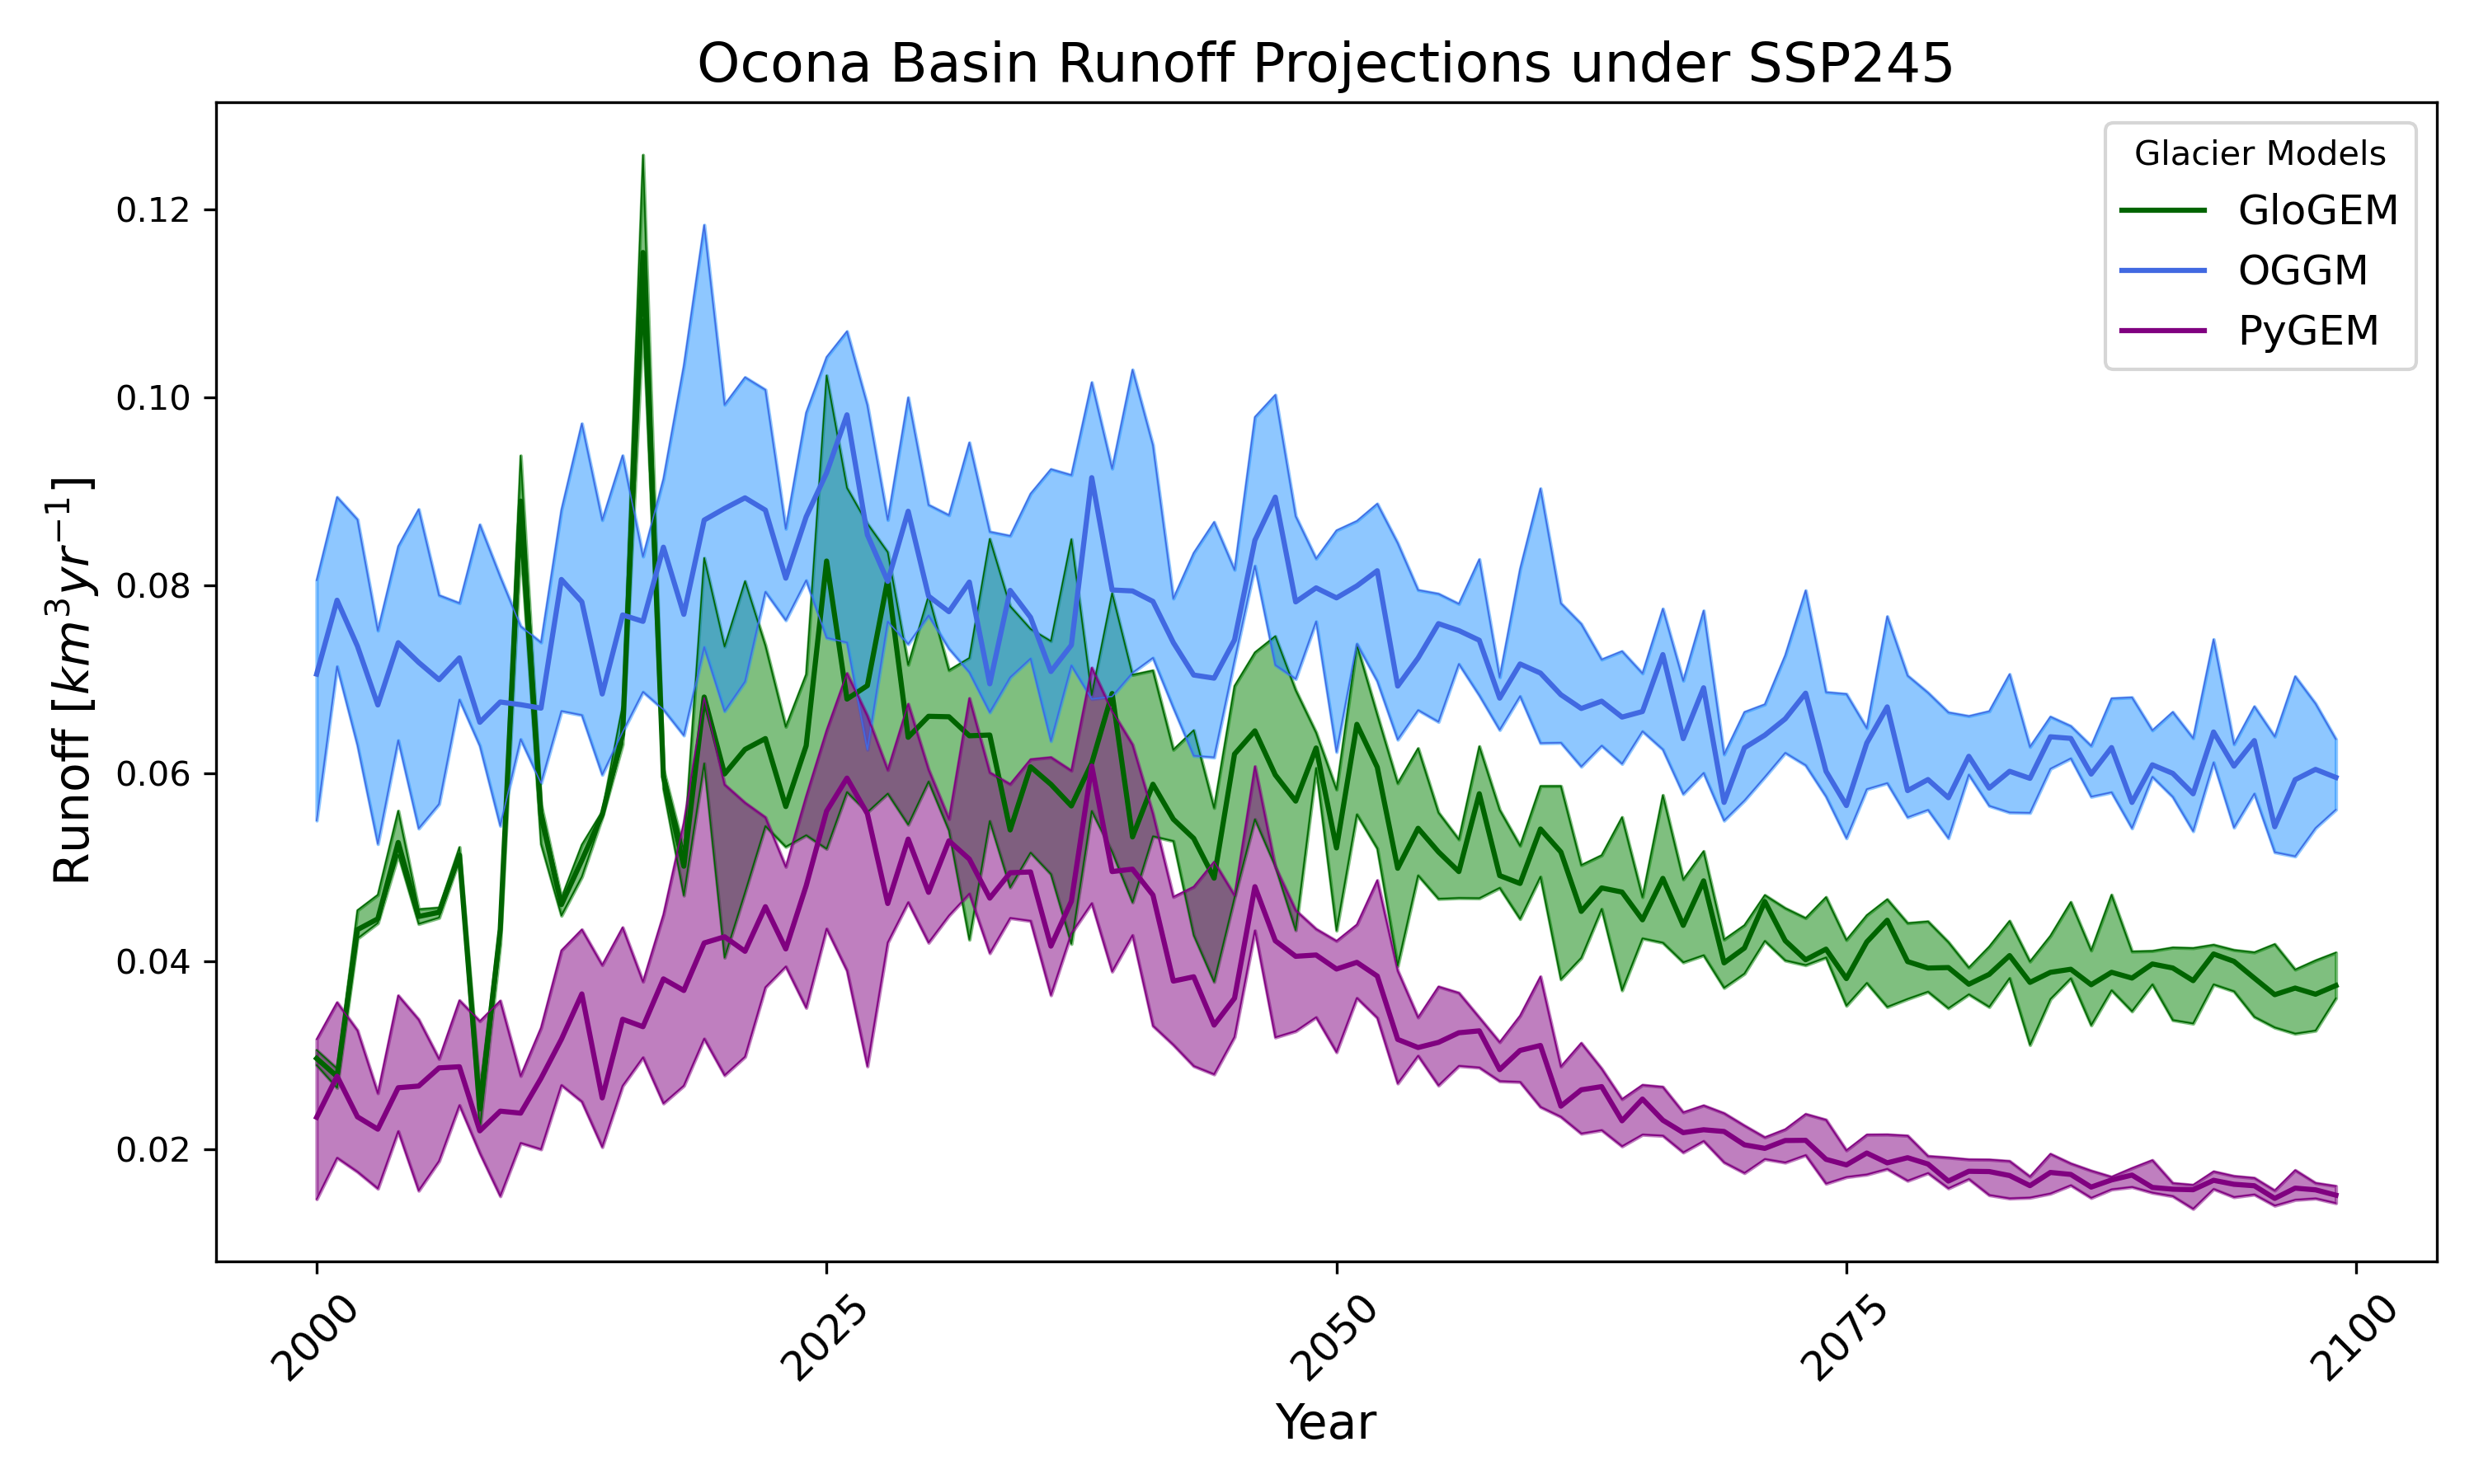 Ocona Basin Runoff Projections under SSP245
Runoff [km³yr⁻¹]
0.12
0.10
0.08
0.06
0.04
0.02
Glacier Models
GloGEM
OGGM
PyGEM
2000
2025
2050
2075
2100
Year